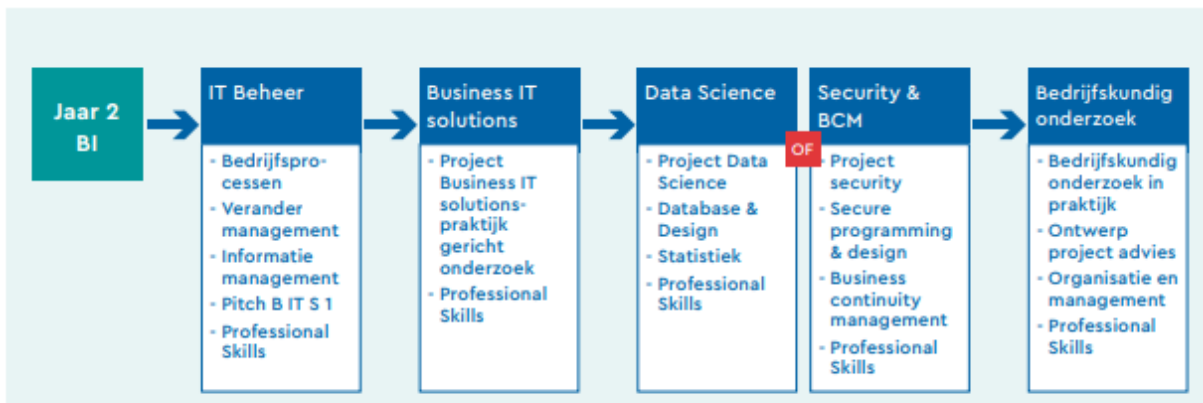 Jaar 2
BI
IT Beheer
- Bedrijfspro-
cessen
- Verander
management
- Informatie
management
- Pitch B IT S 1
- Professional
Skills
Business IT
solutions
- Project
Business IT
solutions-
praktijk
gericht
onderzoek
- Professional
Skills
Data Science
- Project Data
Science
- Database &
Design
- Statistiek
- Professional
Skills
OF
Security &
BCM
- Project
security
- Secure
programming
& design
- Business
continuity
management
- Professional
Skills
Bedrijfskundig
onderzoek
- Bedrijfskundig
onderzoek in
praktijk
- Ontwerp
project advies
- Organisatie en
management
- Professional
Skills